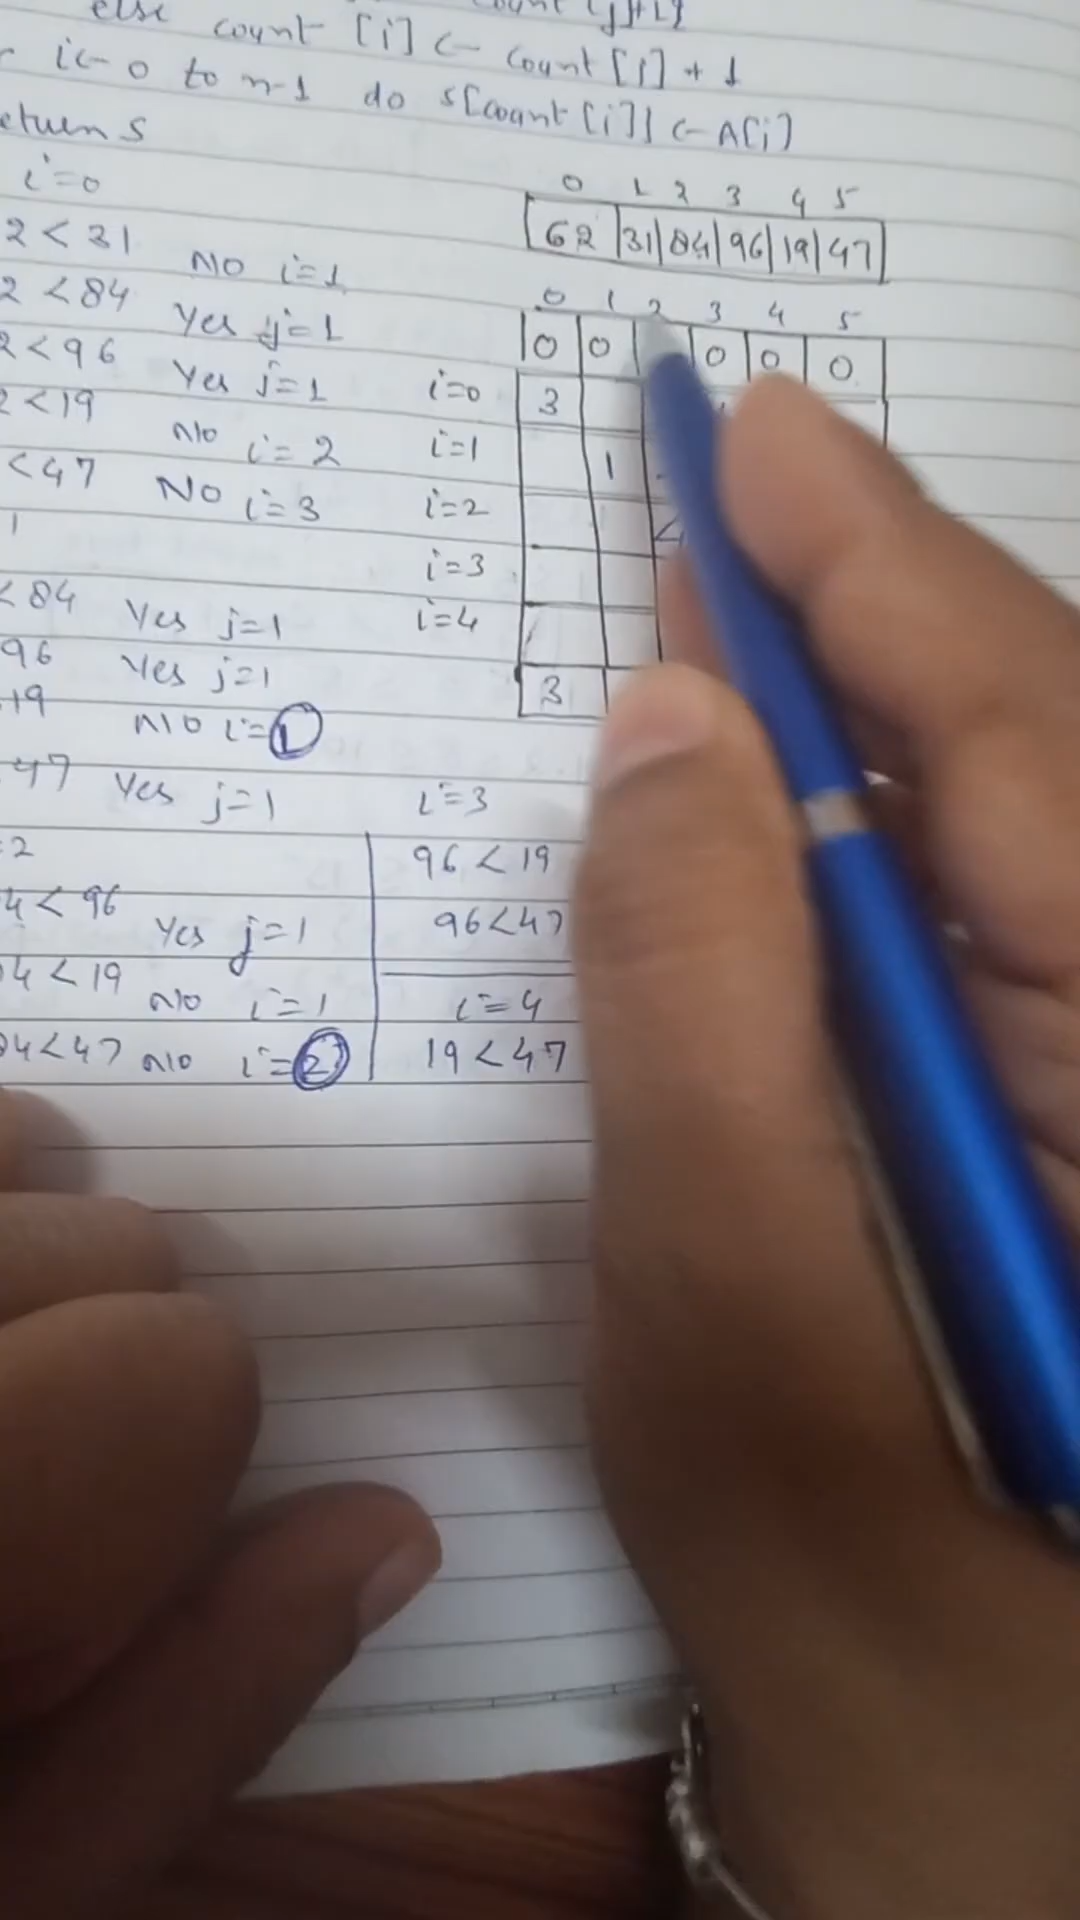 else count [i] <- count [i] + 1
i<- 0 to n-1 do s[count [i]] <- A[i]
eturn s
i=0
0 1 2 3 4 5
62 31 84 96 19 47
2 < 31 No i=1
2 < 84 Yes j=1
2 < 96 Yes j=1
2 < 19 No i=2
< 47 No i=3
1
< 84 Yes j=1
96 Yes j=1
19 No i=1
47 Yes j=1
=2
4 < 96 Yes j=1
4 < 19 No i=1
84 < 47 No i=2
0 1 2 3 4 5
0 0 0 0 0
i=0 3
i=1 1
i=2
i=3
i=4
3
i=3
96 < 19
96 < 47
i=4
19 < 47